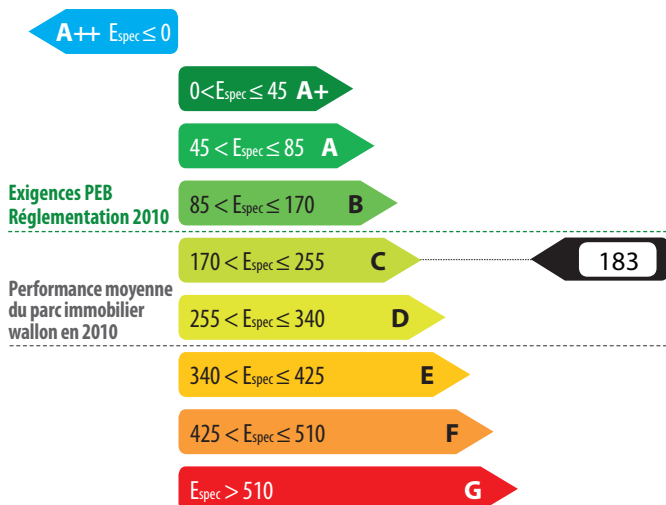 A++ Espec ≤ 0
0<Espec ≤ 45 A+
45 < Espec ≤ 85 A
Exigences PEB
Réglementation 2010
85 < Espec ≤ 170 B
170 < Espec ≤ 255 C
183
Performance moyenne
du parc immobilier
wallon en 2010
255 < Espec ≤ 340 D
340 < Espec ≤ 425 E
425 < Espec ≤ 510 F
Espec > 510 G